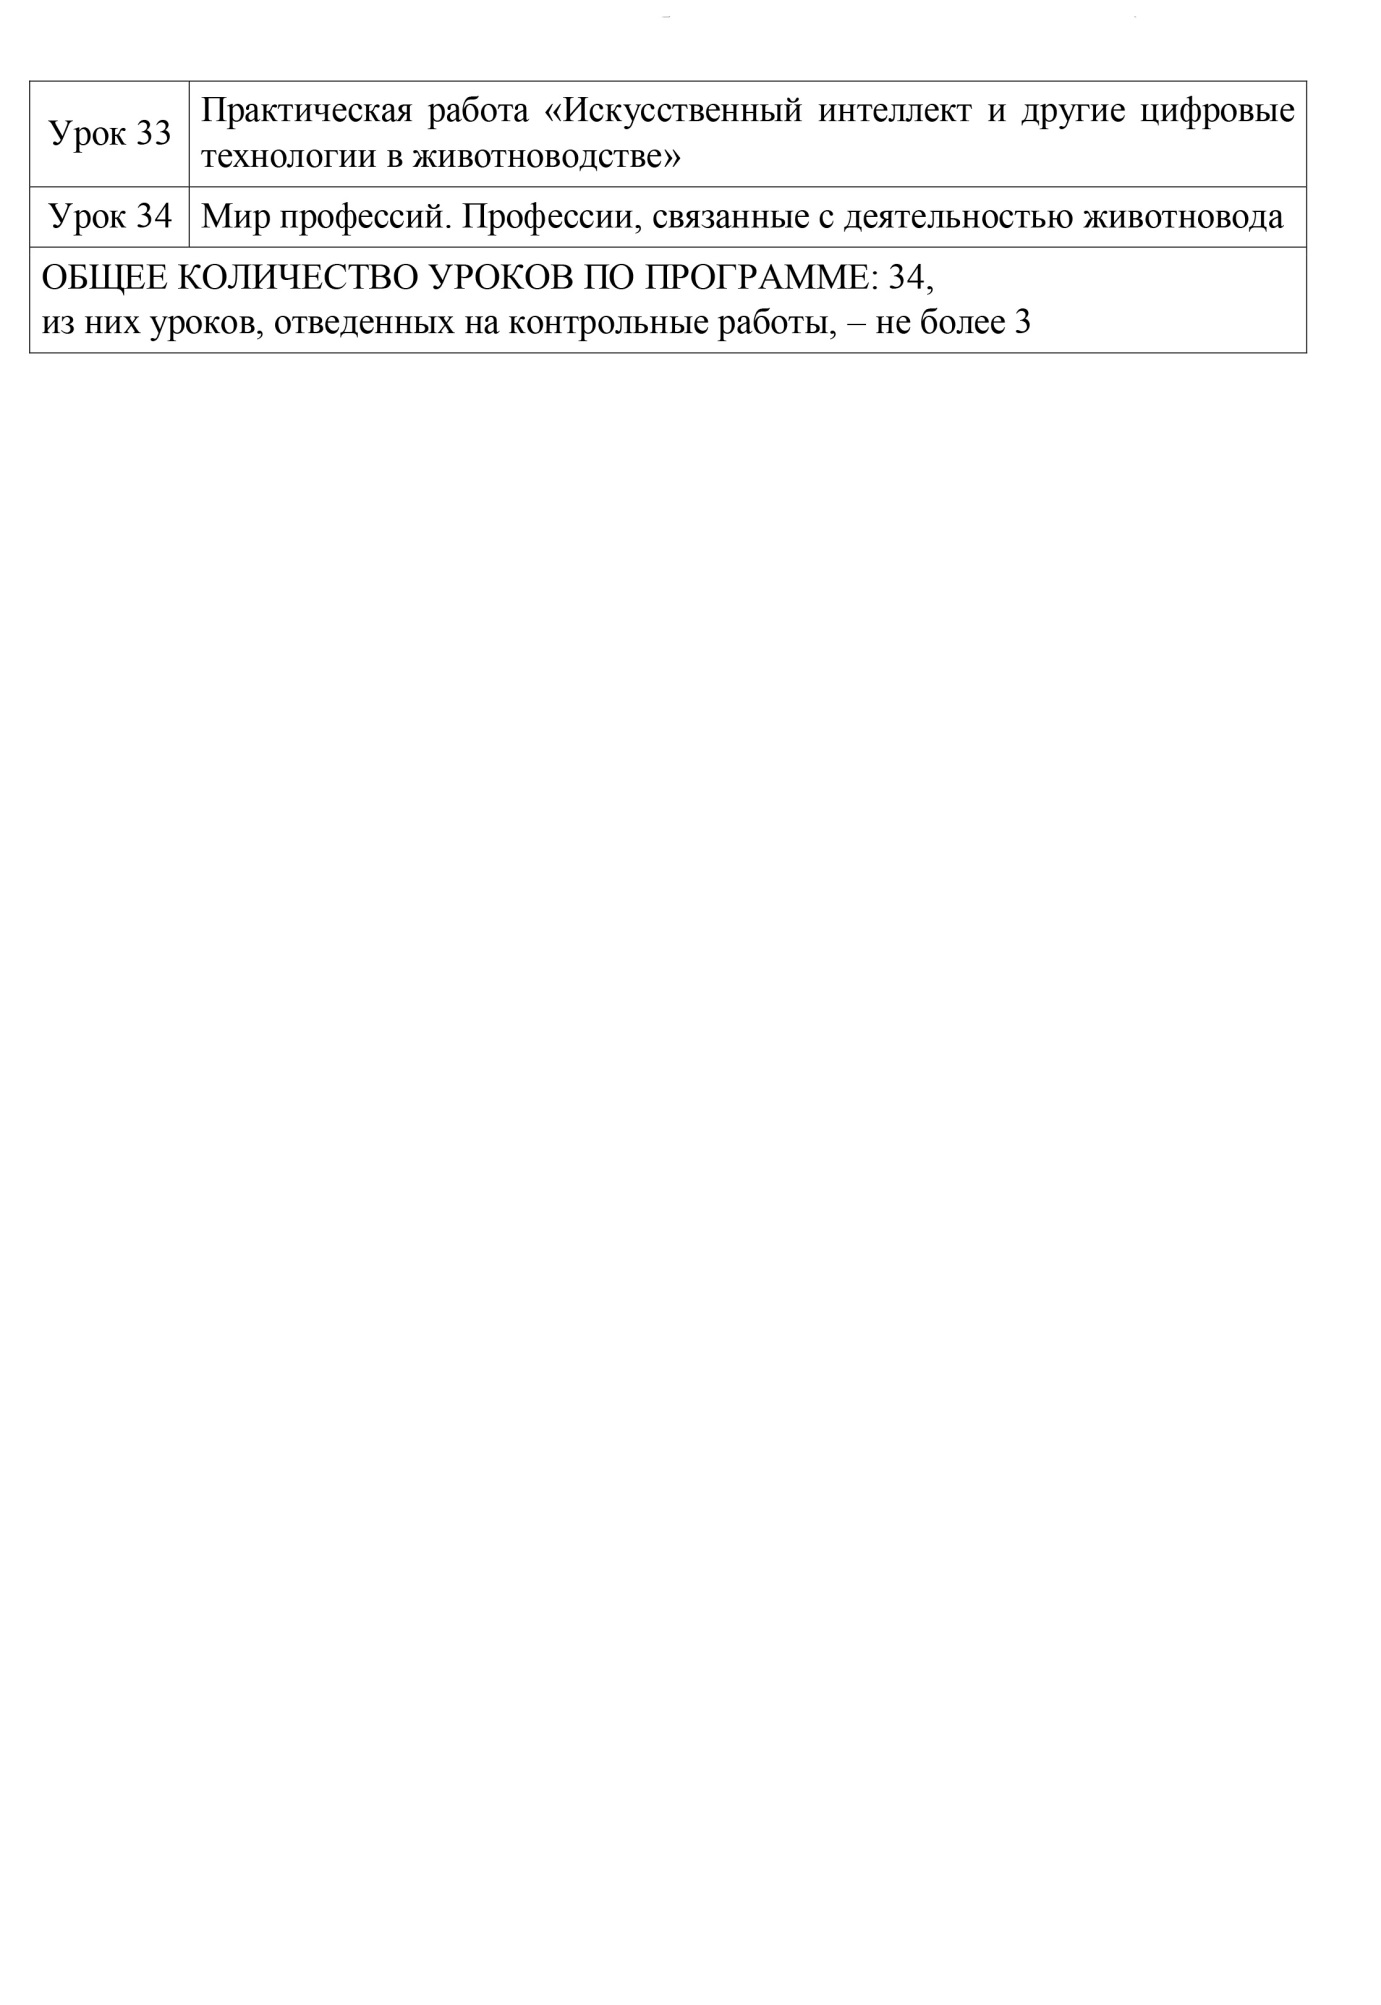 Урок 33
Практическая работа «Искусственный интеллект и другие цифровые
технологии в животноводстве»
Урок 34
Мир профессий. Профессии, связанные с деятельностью животновода
ОБЩЕЕ КОЛИЧЕСТВО УРОКОВ ПО ПРОГРАММЕ: 34,
из них уроков, отведенных на контрольные работы, – не более 3